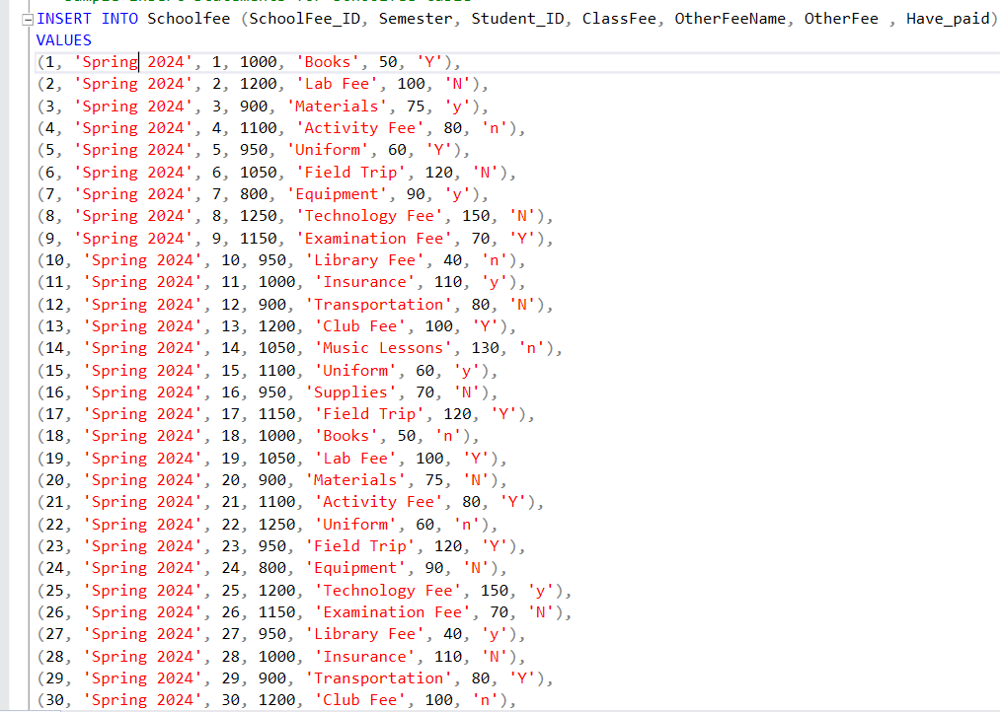 INSERT INTO Schoolfee (SchoolFee_ID, Semester, Student_ID, ClassFee, OtherFeeName, OtherFee , Have_paid)
VALUES
(1, 'Spring 2024', 1, 1000, 'Books', 50, 'Y'),
(2, 'Spring 2024', 2, 1200, 'Lab Fee', 100, 'N'),
(3, 'Spring 2024', 3, 900, 'Materials', 75, 'y'),
(4, 'Spring 2024', 4, 1100, 'Activity Fee', 80, 'n'),
(5, 'Spring 2024', 5, 950, 'Uniform', 60, 'Y'),
(6, 'Spring 2024', 6, 1050, 'Field Trip', 120, 'N'),
(7, 'Spring 2024', 7, 800, 'Equipment', 90, 'y'),
(8, 'Spring 2024', 8, 1250, 'Technology Fee', 150, 'N'),
(9, 'Spring 2024', 9, 1150, 'Examination Fee', 70, 'Y'),
(10, 'Spring 2024', 10, 950, 'Library Fee', 40, 'n'),
(11, 'Spring 2024', 11, 1000, 'Insurance', 110, 'y'),
(12, 'Spring 2024', 12, 900, 'Transportation', 80, 'N'),
(13, 'Spring 2024', 13, 1200, 'Club Fee', 100, 'Y'),
(14, 'Spring 2024', 14, 1050, 'Music Lessons', 130, 'n'),
(15, 'Spring 2024', 15, 1100, 'Uniform', 60, 'y'),
(16, 'Spring 2024', 16, 950, 'Supplies', 70, 'N'),
(17, 'Spring 2024', 17, 1150, 'Field Trip', 120, 'Y'),
(18, 'Spring 2024', 18, 1000, 'Books', 50, 'n'),
(19, 'Spring 2024', 19, 1050, 'Lab Fee', 100, 'Y'),
(20, 'Spring 2024', 20, 900, 'Materials', 75, 'N'),
(21, 'Spring 2024', 21, 1100, 'Activity Fee', 80, 'Y'),
(22, 'Spring 2024', 22, 1250, 'Uniform', 60, 'n'),
(23, 'Spring 2024', 23, 950, 'Field Trip', 120, 'Y'),
(24, 'Spring 2024', 24, 800, 'Equipment', 90, 'N'),
(25, 'Spring 2024', 25, 1200, 'Technology Fee', 150, 'y'),
(26, 'Spring 2024', 26, 1150, 'Examination Fee', 70, 'N'),
(27, 'Spring 2024', 27, 950, 'Library Fee', 40, 'y'),
(28, 'Spring 2024', 28, 1000, 'Insurance', 110, 'N'),
(29, 'Spring 2024', 29, 900, 'Transportation', 80, 'Y'),
(30, 'Spring 2024', 30, 1200, 'Club Fee', 100, 'n'),